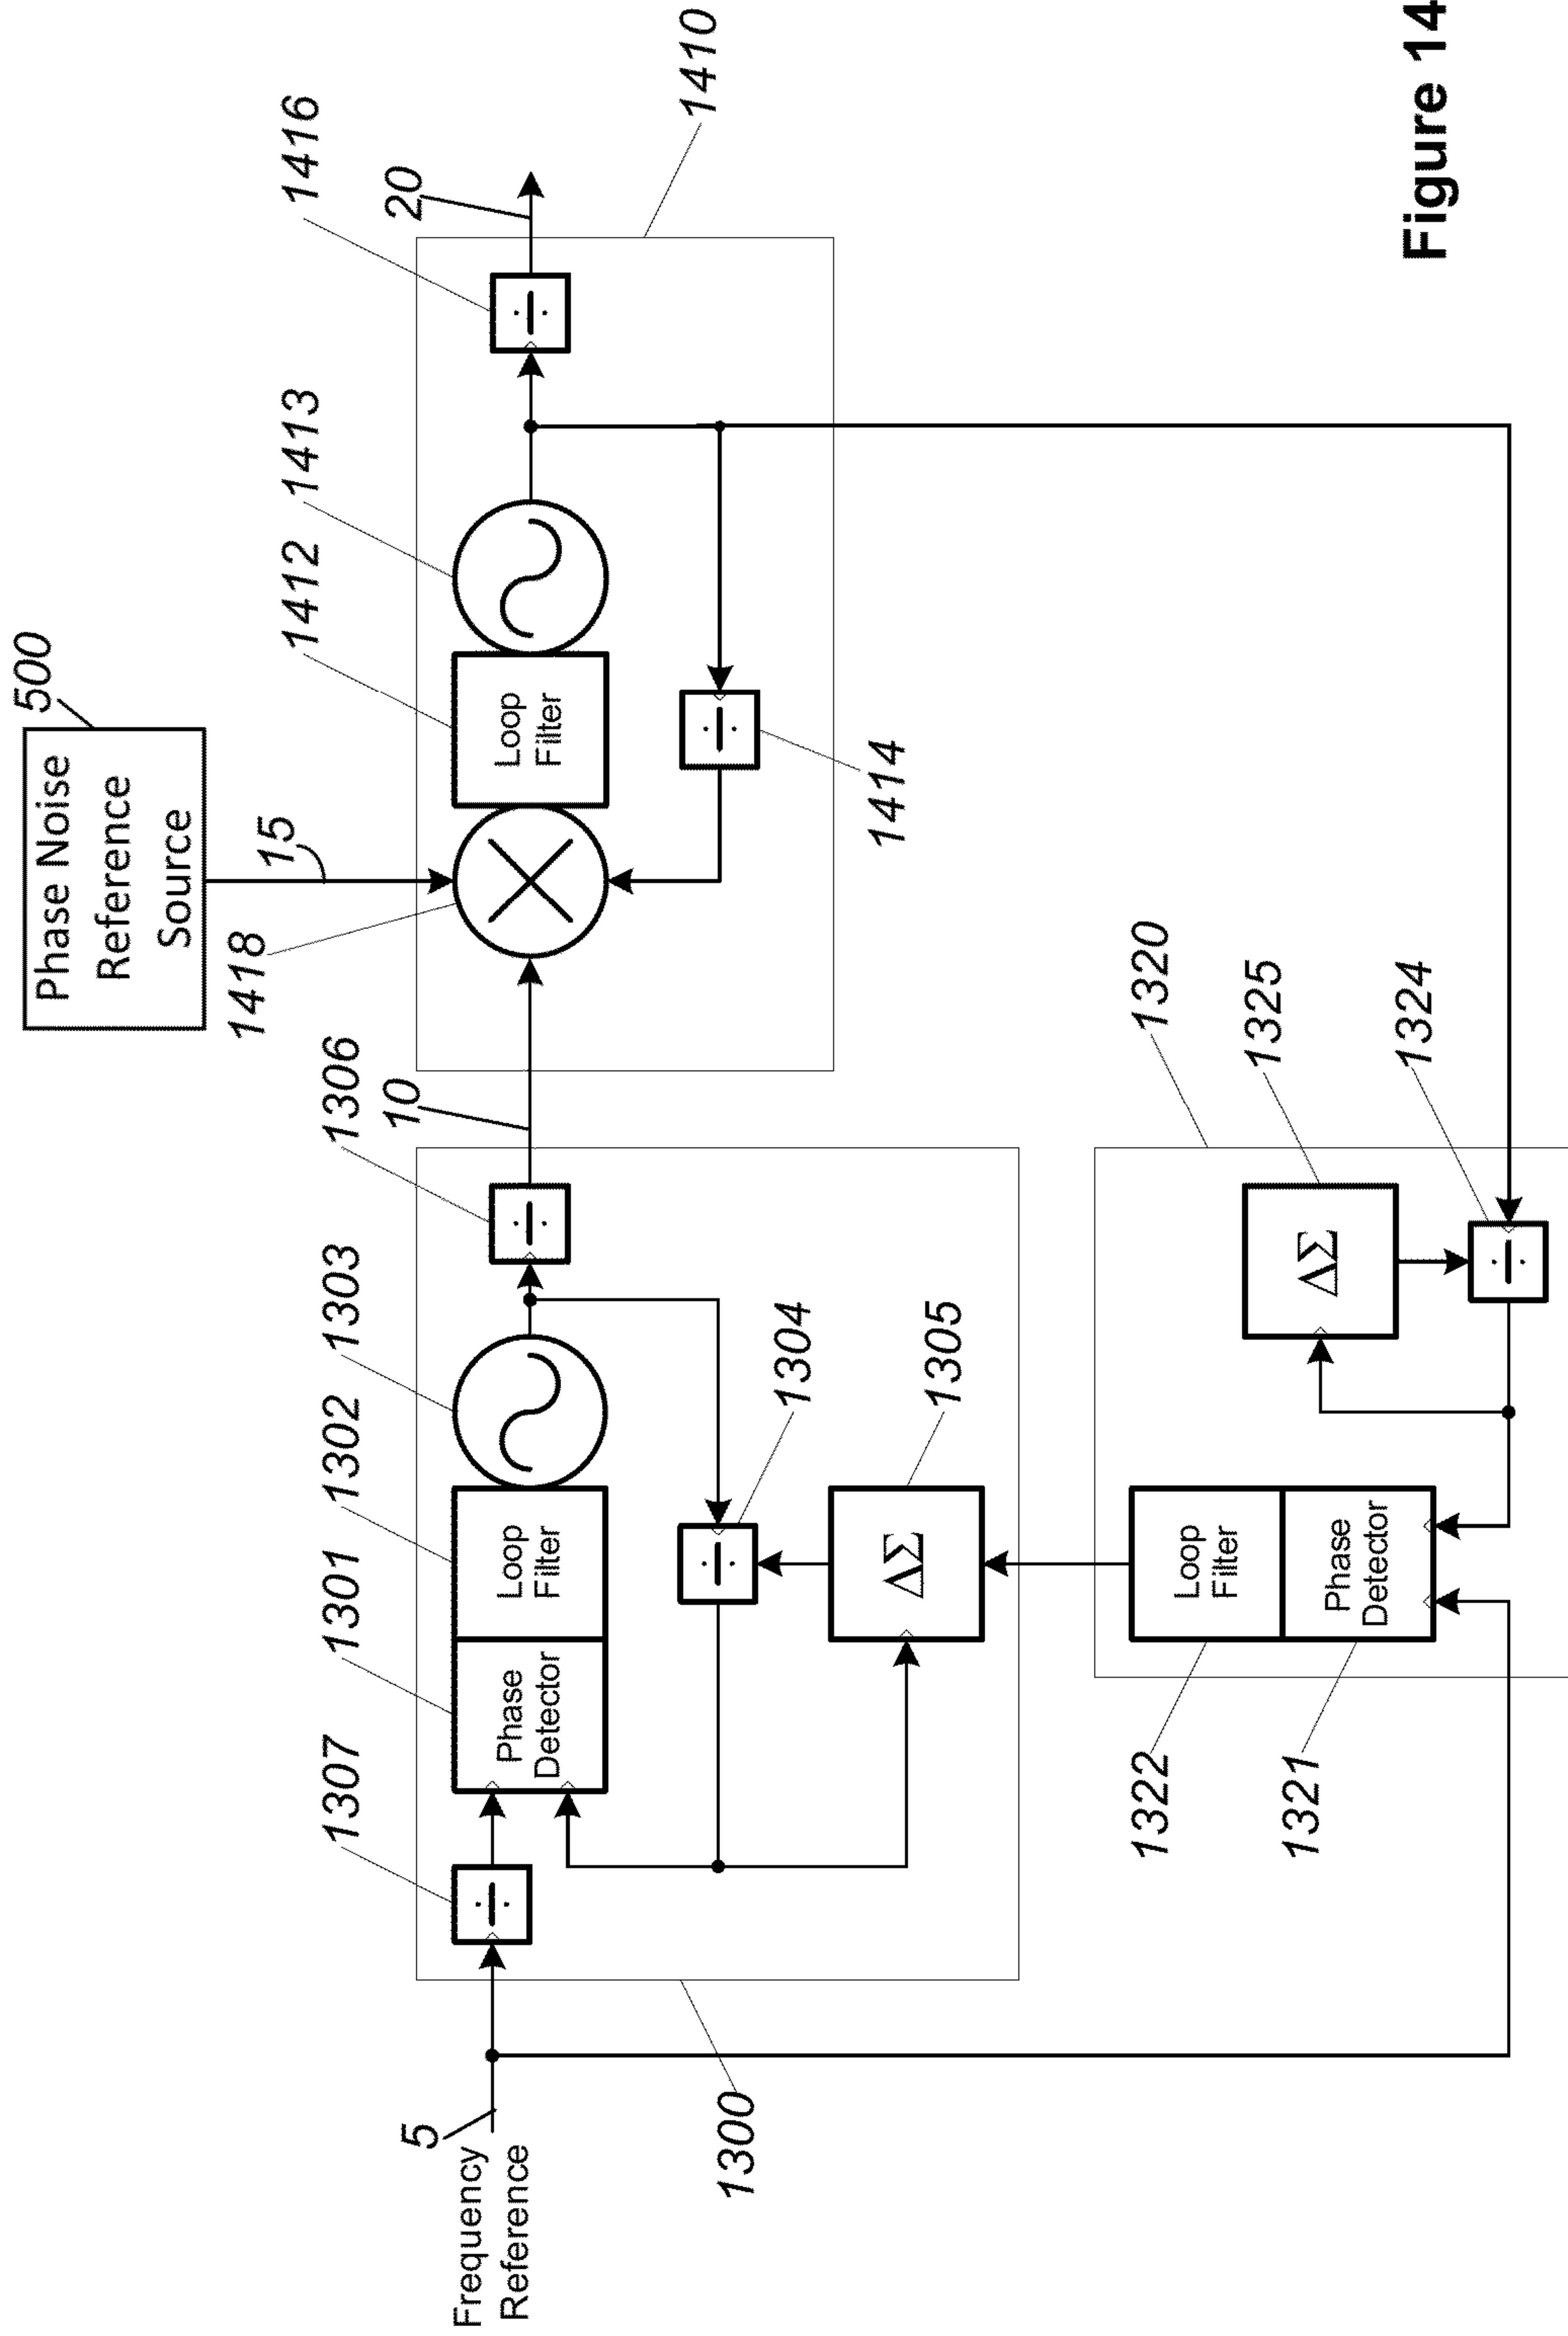 Phase Noise
Reference
Source
500
15
1418
1412
1413
1416
20
1410
Loop
Filter
1414
Frequency
Reference
5
1307
1301
1302
1303
1306
10
Phase
Detector
Loop
Filter
1304
ΔΣ
1305
1300
1320
ΔΣ
1325
1324
Loop
Filter
Phase
Detector
1322
1321
Figure 14